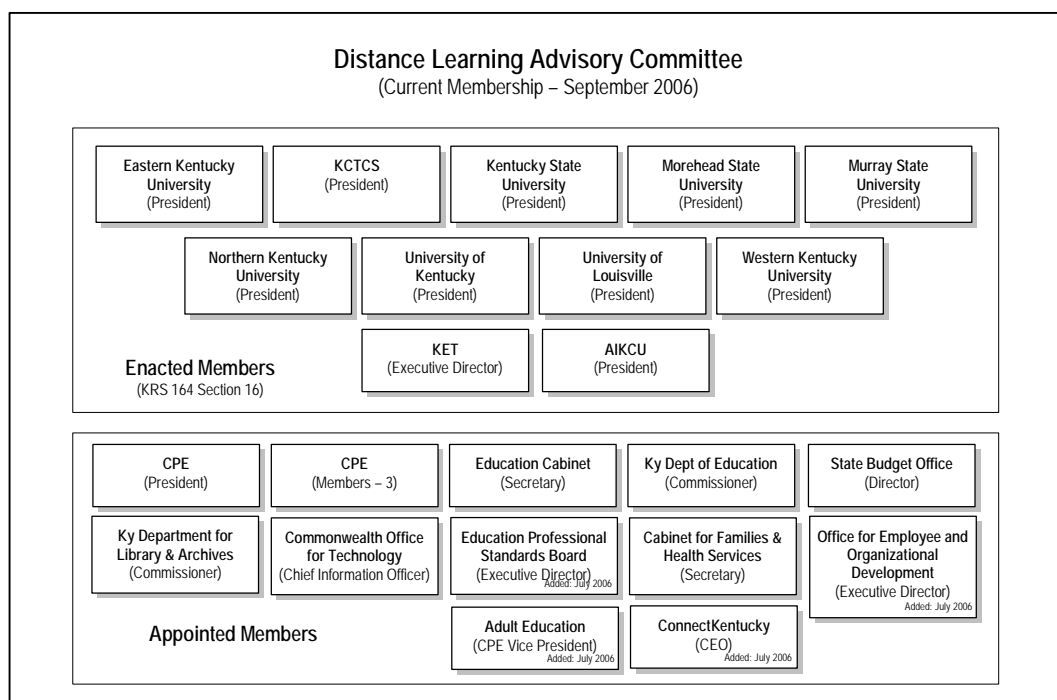 Distance Learning Advisory Committee
(Current Membership – September 2006)
Eastern Kentucky
University
(President)
KCTCS
(President)
Kentucky State
University
(President)
Morehead State
University
(President)
Murray State
University
(President)
Northern Kentucky
University
(President)
University of
Kentucky
(President)
University of
Louisville
(President)
Western Kentucky
University
(President)
KET
(Executive Director)
AIKCU
(President)
Enacted Members
(KRS 164 Section 16)
CPE
(President)
CPE
(Members – 3)
Education Cabinet
(Secretary)
Ky Dept of Education
(Commissioner)
State Budget Office
(Director)
Ky Department for
Library & Archives
(Commissioner)
Commonwealth Office
for Technology
(Chief Information Officer)
Education Professional
Standards Board
(Executive Director)
Added: July 2006
Cabinet for Families &
Health Services
(Secretary)
Office for Employee and
Organizational
Development
(Executive Director)
Added: July 2006
Adult Education
(CPE Vice President)
Added: July 2006
ConnectKentucky
(CEO)
Added: July 2006
Appointed Members